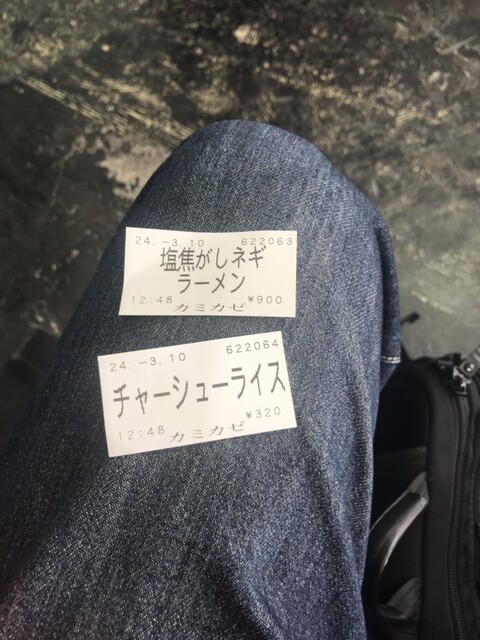 24.-3.10 622063
塩焦がしネギ
ラーメン
12:48 ¥900
カミカゼ
24.-3.10 622064
チャーシューライス
12:48 ¥320
カミカゼ